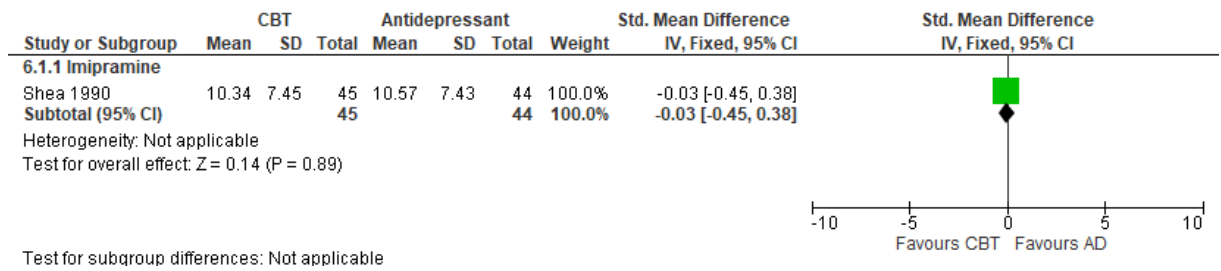 CBT Antidepressant Std. Mean Difference Std. Mean Difference
Study or Subgroup Mean SD Total Mean SD Total Weight IV, Fixed, 95% CI IV, Fixed, 95% CI
6.1.1 Imipramine
Shea 1990 10.34 7.45 45 10.57 7.43 44 100.0% -0.03 [-0.45, 0.38]
Subtotal (95% CI) 45 44 100.0% -0.03 [-0.45, 0.38]
Heterogeneity: Not applicable
Test for overall effect: Z = 0.14 (P = 0.89)
-10 -5 0 5 10
Favours CBT Favours AD
Test for subgroup differences: Not applicable